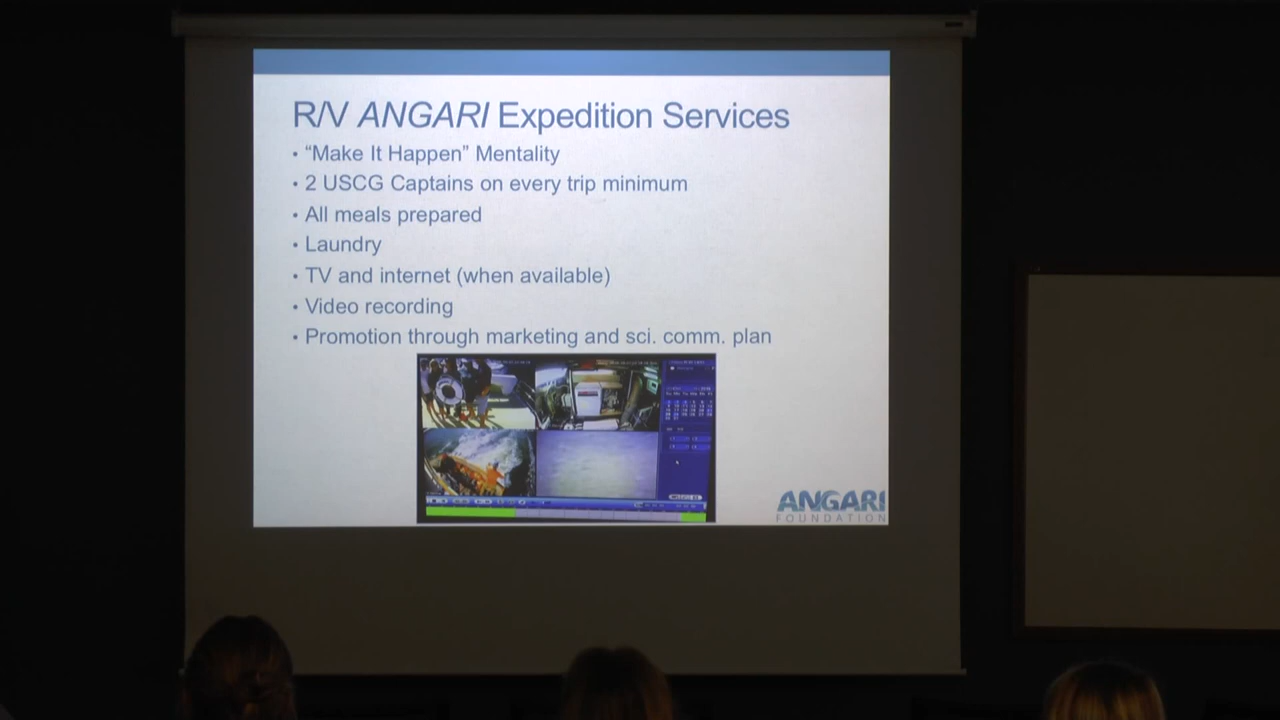 R/V ANGARI Expedition Services
• “Make It Happen” Mentality
• 2 USCG Captains on every trip minimum
• All meals prepared
• Laundry
• TV and internet (when available)
• Video recording
• Promotion through marketing and sci. comm. plan
ANGARI
FOUNDATION